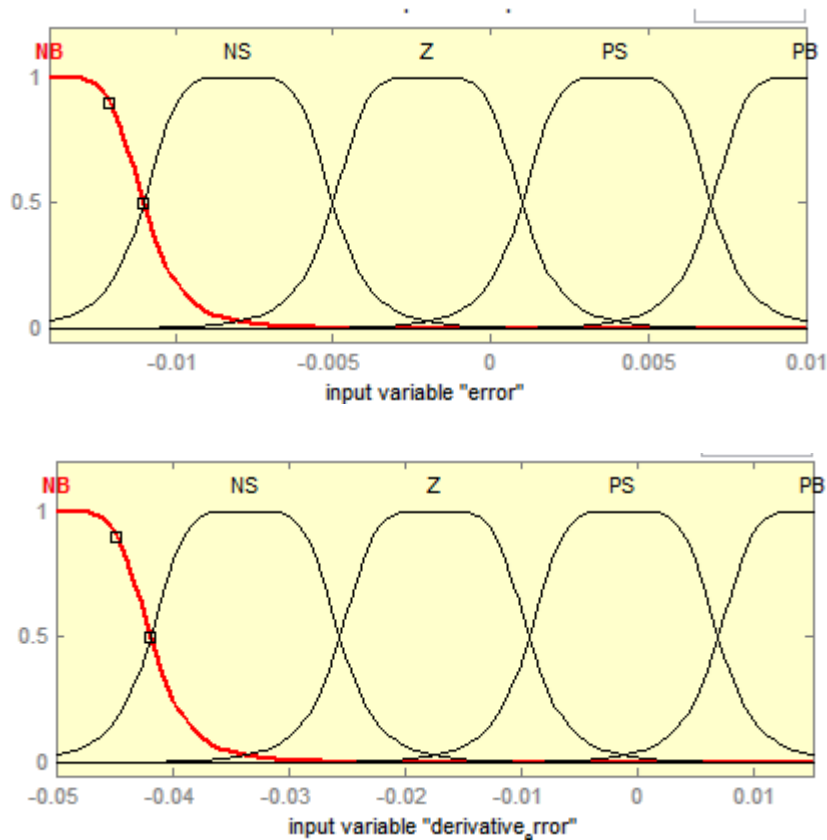 NB NS Z PS PB
1
0.5
0
-0.01 -0.005 0 0.005 0.01
input variable "error"
NB NS Z PS PB
1
0.5
0
-0.05 -0.04 -0.03 -0.02 -0.01 0 0.01
input variable "derivativeerror"